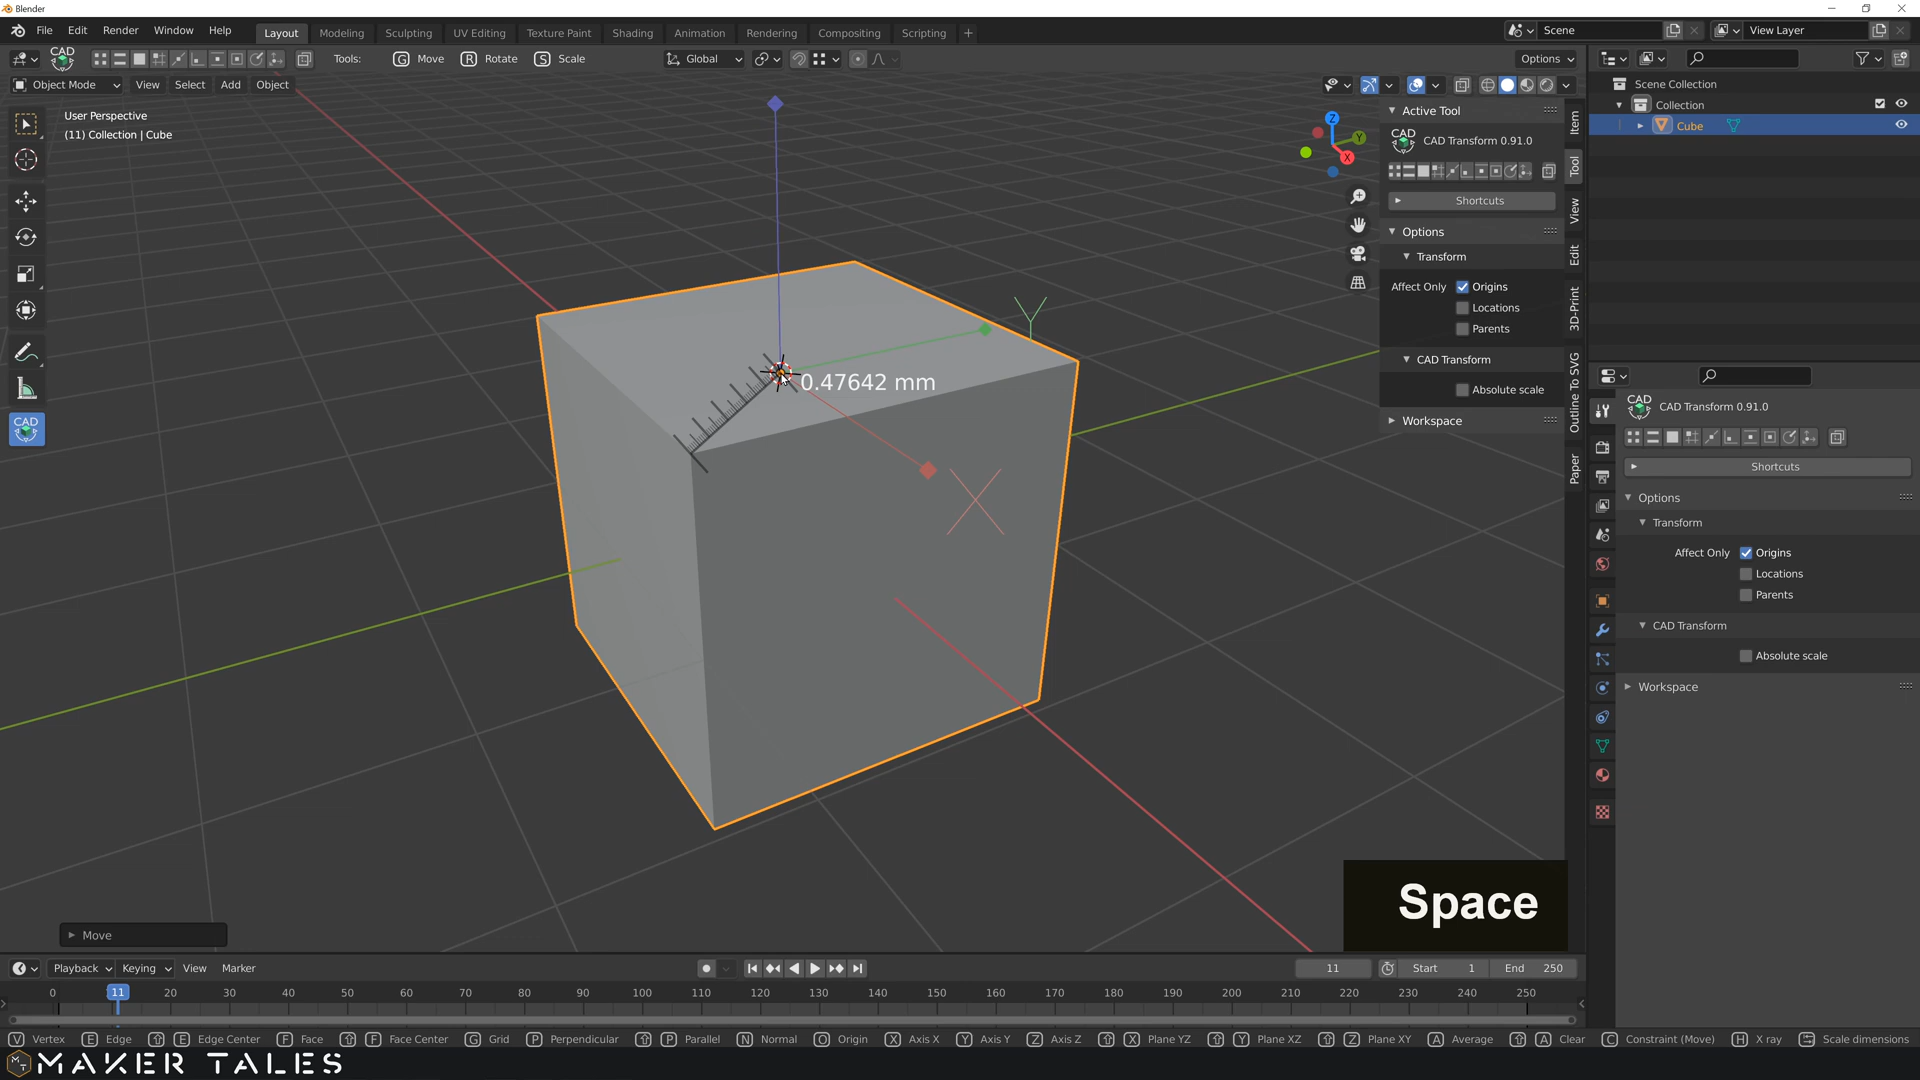 Blender
File Edit Render Window Help
Layout Modeling Sculpting UV Editing Texture Paint Shading Animation Rendering Compositing Scripting +
Scene
View Layer
CAD
Tools: G Move R Rotate S Scale
Global
Options
Object Mode View Select Add Object
User Perspective
(11) Collection | Cube
Z
Y
X
Y
0.47642 mm
CAD
Active Tool
CAD
CAD Transform 0.91.0
Shortcuts
Options
Transform
Affect Only Origins
Locations
Parents
CAD Transform
Absolute scale
Workspace
Item
Tool
View
Edit
3D-Print
Outline To SVG
Paper
Scene Collection
Collection
Cube
CAD
CAD Transform 0.91.0
Shortcuts
Options
Transform
Affect Only Origins
Locations
Parents
CAD Transform
Absolute scale
Workspace
Space
Move
Playback Keying View Marker
11
Start 1
End 250
0 11 20 30 40 50 60 70 80 90 100 110 120 130 140 150 160 170 180 190 200 210 220 230 240 250
V Vertex E Edge E Edge Center F Face F Face Center G Grid P Perpendicular P Parallel N Normal O Origin X Axis X Y Axis Y Z Axis Z X Plane YZ Y Plane XZ Z Plane XY A Average A Clear C Constraint (Move) H X ray Scale dimensions
MAKER TALES